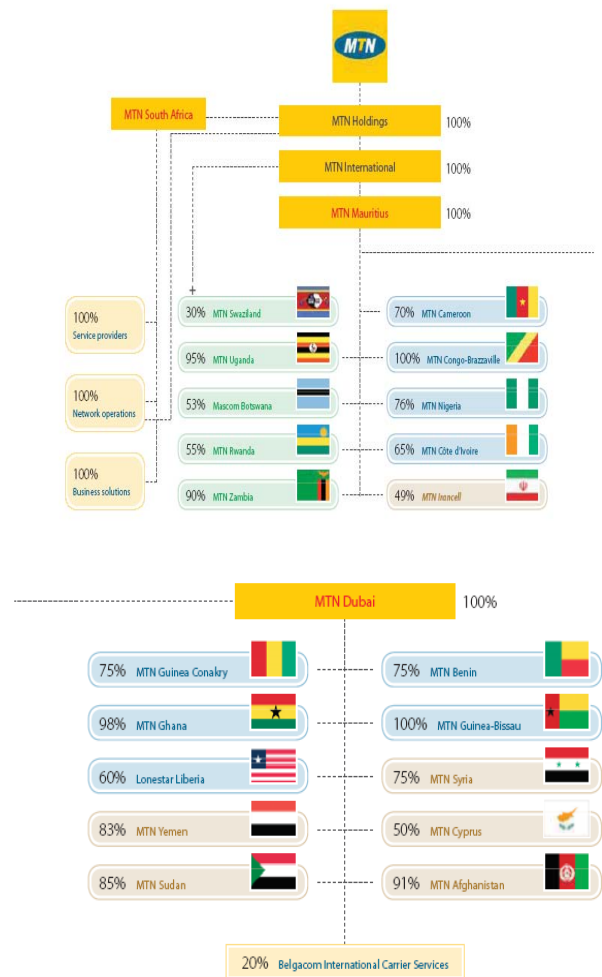 MTN
MTN South Africa
MTN Holdings 100%
MTN International 100%
MTN Mauritius 100%
100%
Service providers
100%
Network operations
100%
Business solutions
30% MTN Swaziland
95% MTN Uganda
53% Mascom Botswana
55% MTN Rwanda
90% MTN Zambia
70% MTN Cameroon
100% MTN Congo-Brazzaville
76% MTN Nigeria
65% MTN Côte d'Ivoire
49% MTN Irancell
MTN Dubai 100%
75% MTN Guinea Conakry
98% MTN Ghana
60% Lonestar Liberia
83% MTN Yemen
85% MTN Sudan
75% MTN Benin
100% MTN Guinea-Bissau
75% MTN Syria
50% MTN Cyprus
91% MTN Afghanistan
20% Belgacom International Carrier Services